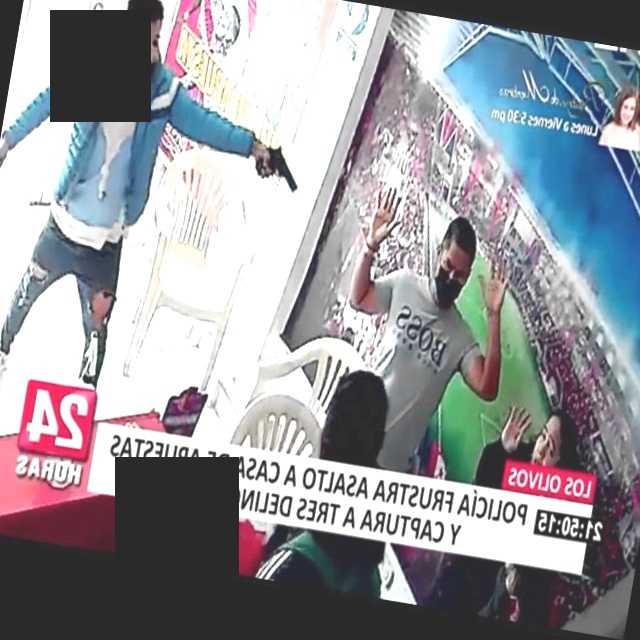 Lunes a Viernes 5:30 pm
BOSS
24
HORAS
LOS OLIVOS
21:50:15
POLICÍA FRUSTRA ASALTO A CASA DE APUESTAS
Y CAPTURA A TRES